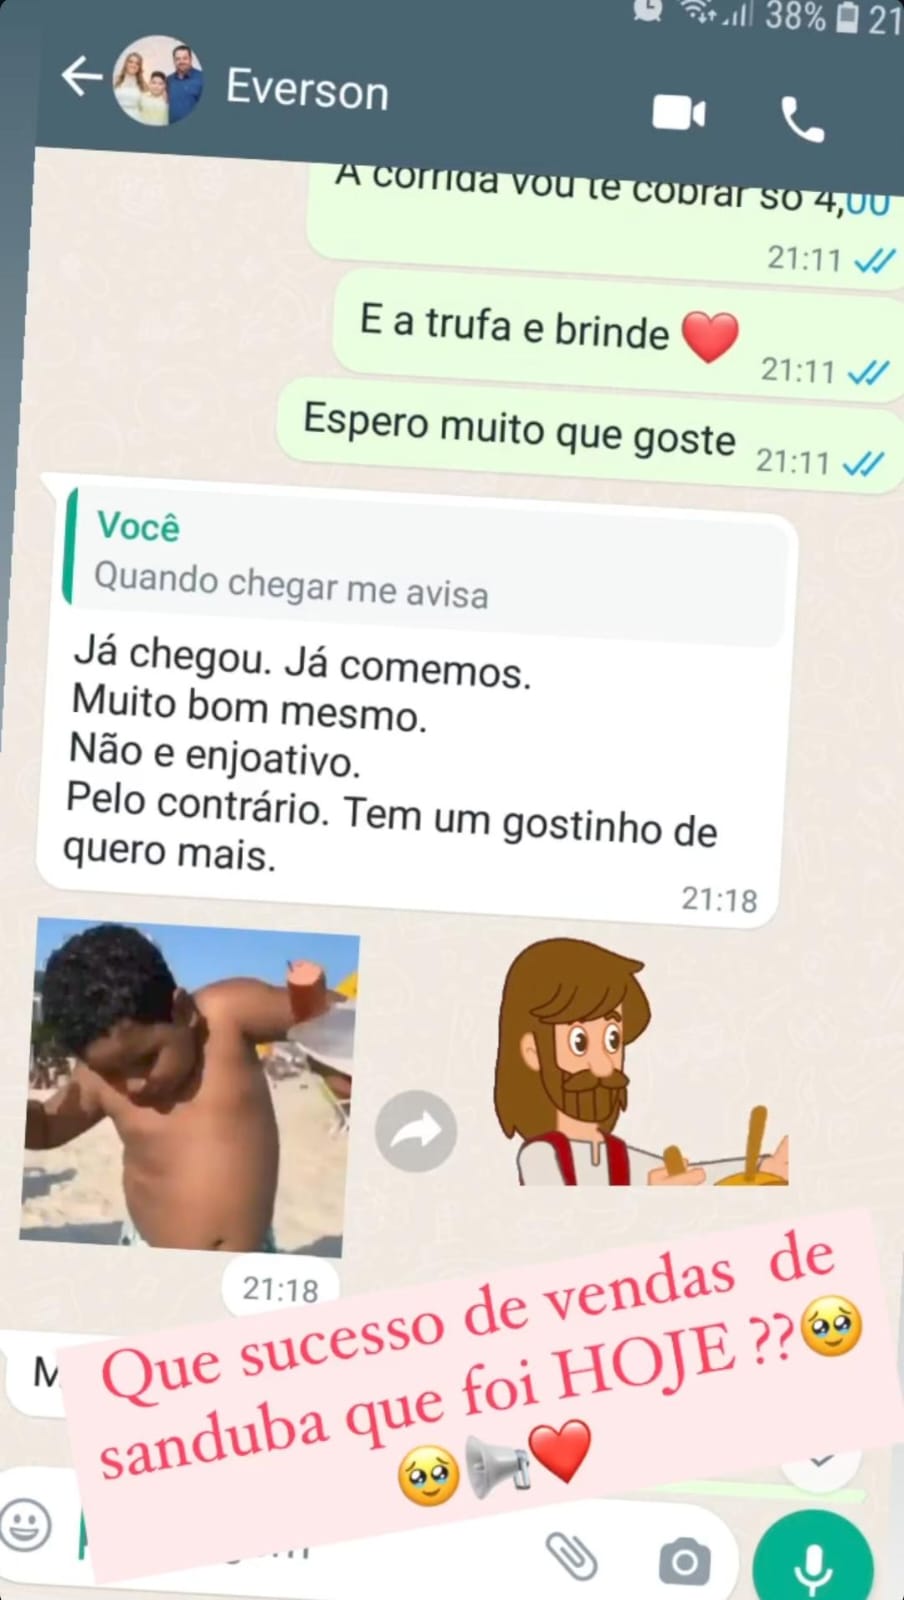 38% 21
Everson
A corrida vou te cobrar so 4,00
21:11
E a trufa e brinde ❤️
21:11
Espero muito que goste
21:11
Você
Quando chegar me avisa
Já chegou. Já comemos.
Muito bom mesmo.
Não e enjoativo.
Pelo contrário. Tem um gostinho de
quero mais.
21:18
21:18
M
Que sucesso de vendas de
sanduba que foi HOJE ??🥹
🥹📢❤️